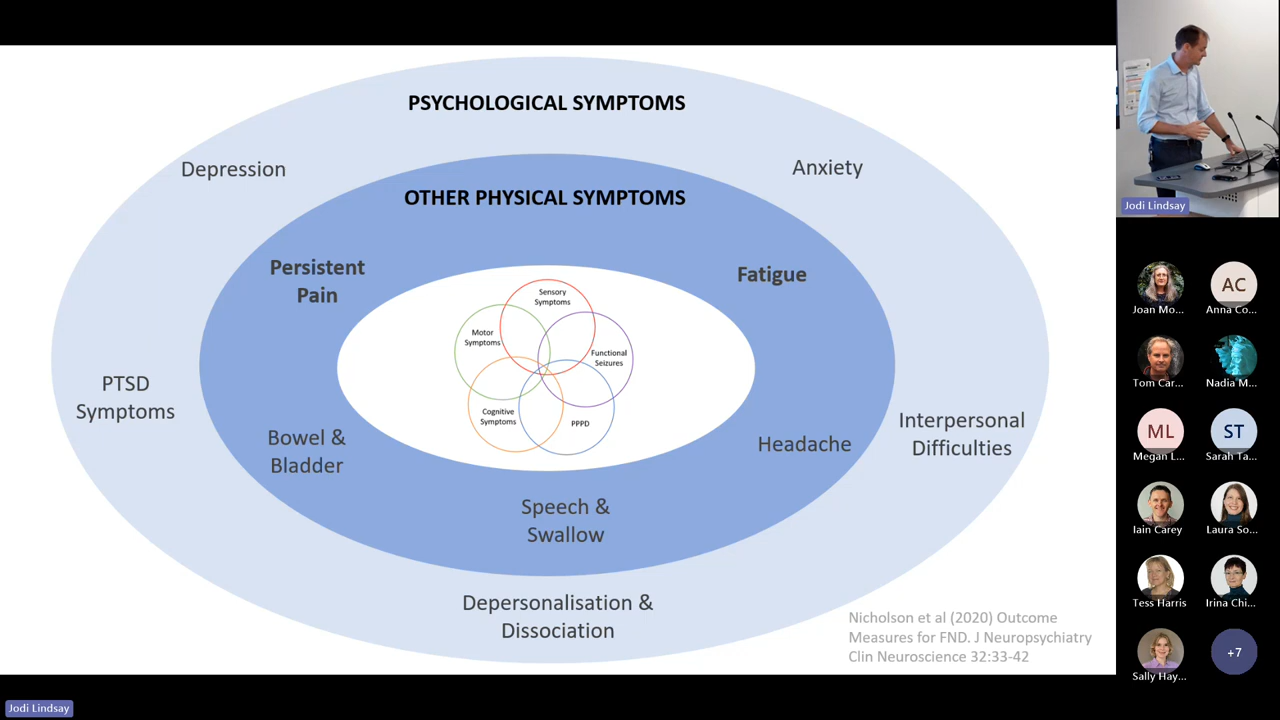 PSYCHOLOGICAL SYMPTOMS
Depression
Anxiety
OTHER PHYSICAL SYMPTOMS
Persistent
Pain
Fatigue
Sensory
Symptoms
Motor
Symptoms
Functional
Seizures
Cognitive
Symptoms
PPPD
PTSD
Symptoms
Bowel &
Bladder
Headache
Interpersonal
Difficulties
Speech &
Swallow
Depersonalisation &
Dissociation
Nicholson et al (2020) Outcome
Measures for FND. J Neuropsychiatry
Clin Neuroscience 32:33-42
Jodi Lindsay
Joan Mo...
AC
Anna Co...
Tom Car...
Nadia M...
ML
Megan L...
ST
Sarah Ta...
Iain Carey
Laura So...
Tess Harris
Irina Chi...
Sally Hay...
+7
Jodi Lindsay